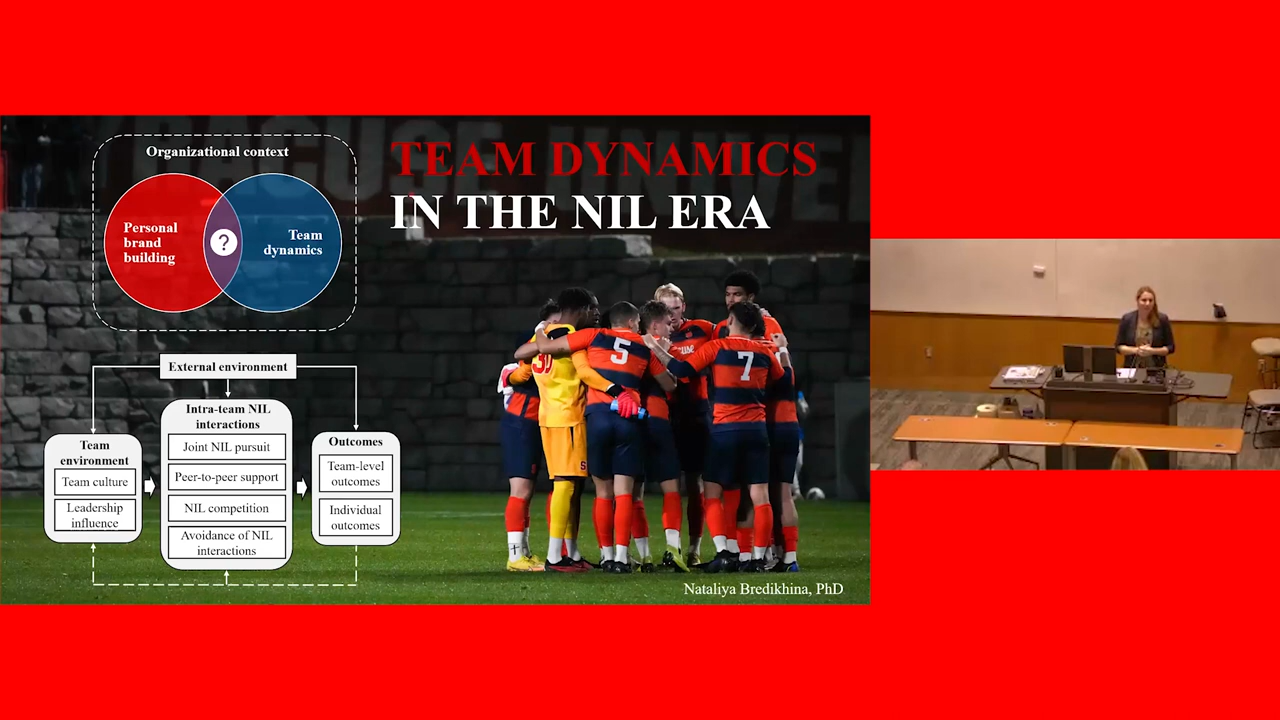 Organizational context
Personal
brand
building
?
Team
dynamics
TEAM DYNAMICS
IN THE NIL ERA
External environment
Team
environment
Team culture
Leadership
influence
Intra-team NIL
interactions
Joint NIL pursuit
Peer-to-peer support
NIL competition
Avoidance of NIL
interactions
Outcomes
Team-level
outcomes
Individual
outcomes
5
7
Nataliya Bredikhina, PhD